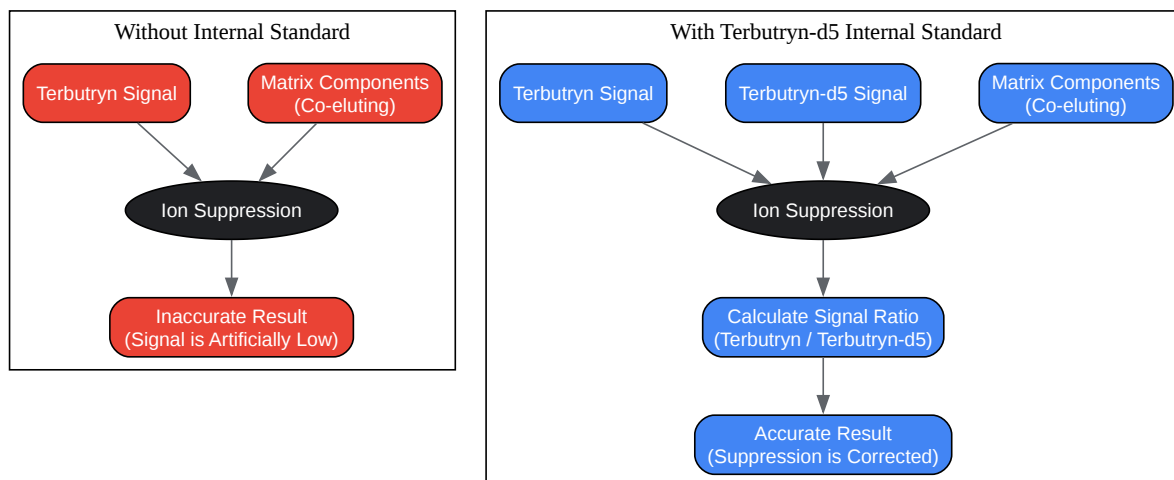 Without Internal Standard
Terbutryn Signal
Matrix Components
(Co-eluting)
Ion Suppression
Inaccurate Result
(Signal is Artificially Low)
With Terbutryn-d5 Internal Standard
Terbutryn Signal
Terbutryn-d5 Signal
Matrix Components
(Co-eluting)
Ion Suppression
Calculate Signal Ratio
(Terbutryn / Terbutryn-d5)
Accurate Result
(Suppression is Corrected)